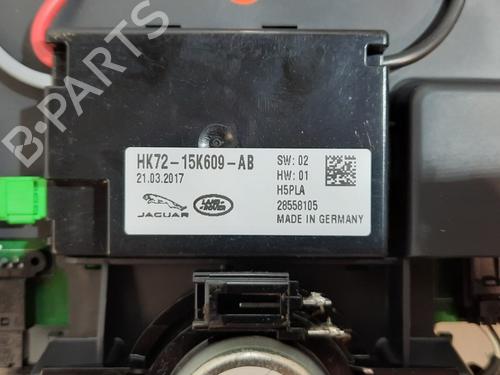 B-PARTS
HK72-15K609-AB
21.03.2017
SW: 02
HW: 01
H5PLA
28558105
MADE IN GERMANY
JAGUAR
LAND ROVER